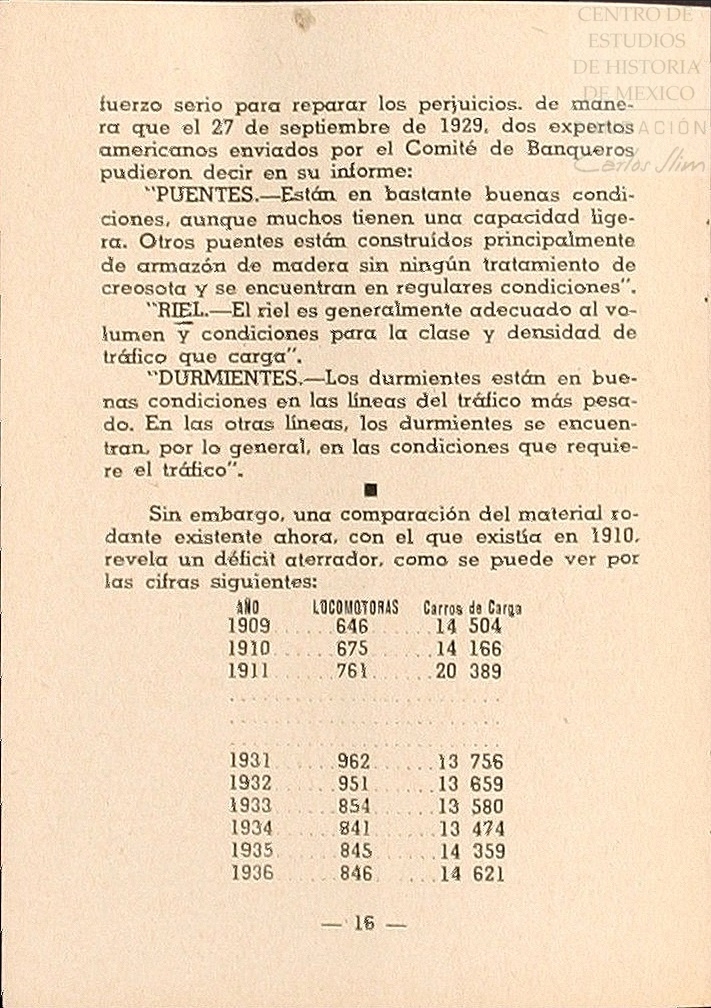 CENTRO DE
ESTUDIOS
DE HISTORIA
DE MEXICO
Carlos Slim
fuerzo serio para reparar los perjuicios. de mane-
ra que el 27 de septiembre de 1929, dos expertos
americanos enviados por el Comité de Banqueros
pudieron decir en su informe:
"PUENTES.—Están en bastante buenas condi-
ciones, aunque muchos tienen una capacidad lige-
ra. Otros puentes están construídos principalmente
de armazón de madera sin ningún tratamiento de
creosota y se encuentran en regulares condiciones".
"RIEL.—El riel es generalmente adecuado al vo-
lumen y condiciones para la clase y densidad de
tráfico que carga".
"DURMIENTES.—Los durmientes están en bue-
nas condiciones en las líneas del tráfico más pesa-
do. En las otras líneas, los durmientes se encuen-
tran, por lo general, en las condiciones que requie-
re el tráfico".
Sin embargo, una comparación del material ro-
dante existente ahora, con el que existía en 1910,
revela un déficit aterrador, como se puede ver por
las cifras siguientes:
AÑO LOCOMOTORAS Carros de Carga
1909 ...... 646 ...... 14 504
1910 ...... 675 ...... 14 166
1911 ...... 761 ...... 20 389
1931 ...... 962 ...... 13 756
1932 ...... 951 ...... 13 659
1933 ...... 854 ...... 13 580
1934 ...... 841 ...... 13 474
1935 ...... 845 ...... 14 359
1936 ...... 846 ...... 14 621
— 16 —